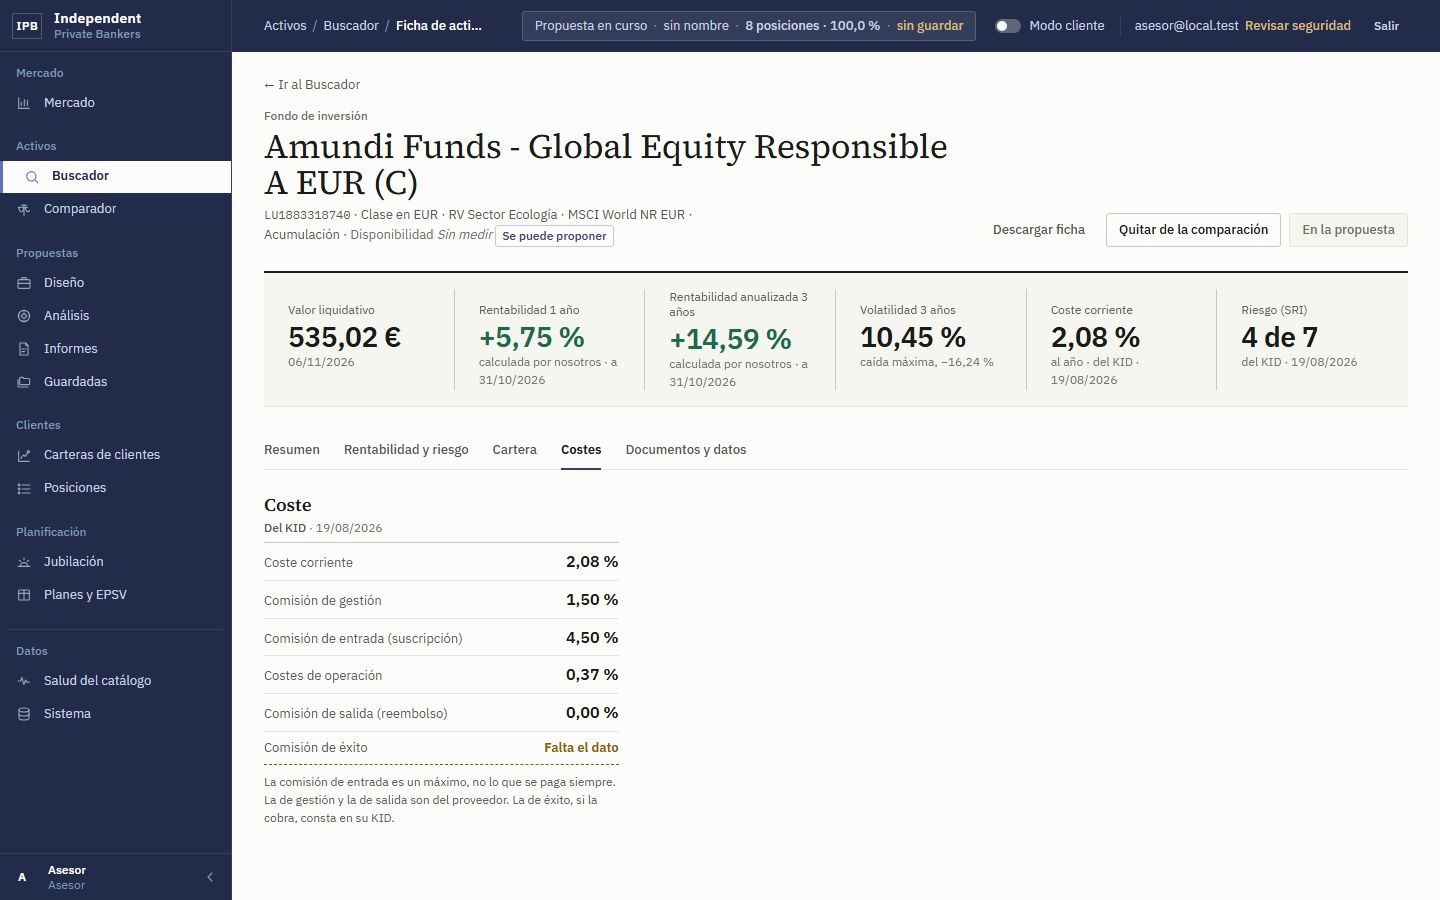 IPB
Independent
Private Bankers
Activos / Buscador / Ficha de acti...
Propuesta en curso · sin nombre · 8 posiciones · 100,0 % · sin guardar
Modo cliente
asesor@local.test
Revisar seguridad
Salir
Mercado
Mercado
Activos
Buscador
Comparador
Propuestas
Diseño
Análisis
Informes
Guardadas
Clientes
Carteras de clientes
Posiciones
Planificación
Jubilación
Planes y EPSV
Datos
Salud del catálogo
Sistema
A
Asesor
Asesor
← Ir al Buscador
Fondo de inversión
Amundi Funds - Global Equity Responsible
A EUR (C)
LU1883318740 · Clase en EUR · RV Sector Ecología · MSCI World NR EUR ·
Acumulación · Disponibilidad Sin medir Se puede proponer
Descargar ficha
Quitar de la comparación
En la propuesta
Valor liquidativo
535,02 €
06/11/2026
Rentabilidad 1 año
+5,75 %
calculada por nosotros · a
31/10/2026
Rentabilidad anualizada 3
años
+14,59 %
calculada por nosotros · a
31/10/2026
Volatilidad 3 años
10,45 %
caída máxima, −16,24 %
Coste corriente
2,08 %
al año · del KID ·
19/08/2026
Riesgo (SRI)
4 de 7
del KID · 19/08/2026
Resumen
Rentabilidad y riesgo
Cartera
Costes
Documentos y datos
Coste
Del KID · 19/08/2026
Coste corriente 2,08 %
Comisión de gestión 1,50 %
Comisión de entrada (suscripción) 4,50 %
Costes de operación 0,37 %
Comisión de salida (reembolso) 0,00 %
Comisión de éxito Falta el dato
La comisión de entrada es un máximo, no lo que se paga siempre.
La de gestión y la de salida son del proveedor. La de éxito, si la
cobra, consta en su KID.